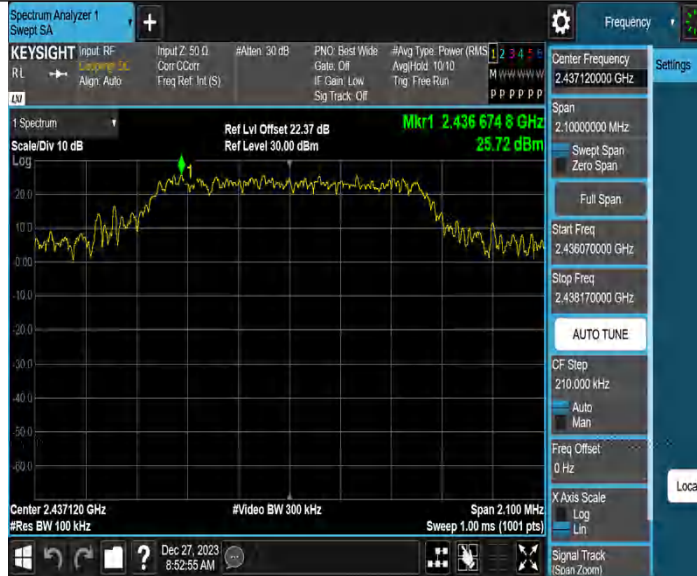 Spectrum Analyzer 1
Swept SA
+
Frequency
KEYSIGHT
RL
Input: RF
Coupling: DC
Align: Auto
Input Z: 50 Ω
Corr CCorr
Freq Ref: Int (S)
#Atten: 30 dB
PNO: Best Wide
Gate: Off
IF Gain: Low
Sig Track: Off
#Avg Type: Power (RMS
Avg|Hold: 10/10
Trig: Free Run
1 2 3 4 5 6
M W W W W W
P P P P P P
1 Spectrum
Scale/Div 10 dB
Log
Ref Lvl Offset 22.37 dB
Ref Level 30.00 dBm
Mkr1 2.436 674 8 GHz
25.72 dBm
1
20.0
10.0
0.00
-10.0
-20.0
-30.0
-40.0
-50.0
-60.0
Center 2.437120 GHz
#Res BW 100 kHz
#Video BW 300 kHz
Span 2.100 MHz
Sweep 1.00 ms (1001 pts)
?
Dec 27, 2023
8:52:55 AM
Center Frequency
2.437120000 GHz
Settings
Span
2.10000000 MHz
Swept Span
Zero Span
Full Span
Start Freq
2.436070000 GHz
Stop Freq
2.438170000 GHz
AUTO TUNE
CF Step
210.000 kHz
Auto
Man
Freq Offset
0 Hz
X Axis Scale
Log
Lin
Loca
Signal Track
(Span Zoom)